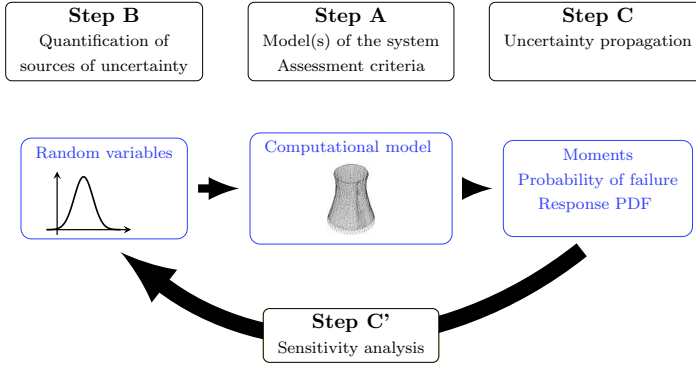 Step B
Quantification of
sources of uncertainty
Step A
Model(s) of the system
Assessment criteria
Step C
Uncertainty propagation
Random variables
Computational model
Moments
Probability of failure
Response PDF
Step C'
Sensitivity analysis